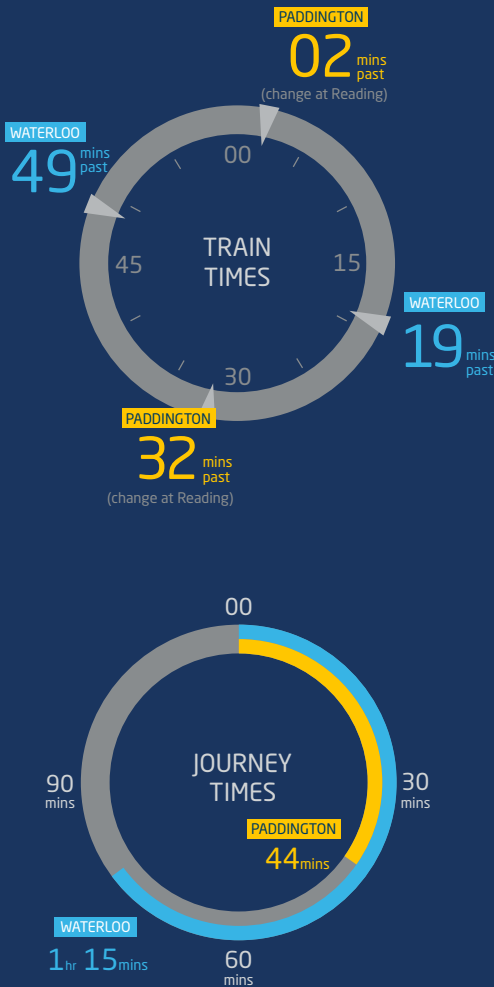 PADDINGTON
02 mins past
(change at Reading)
WATERLOO
49 mins past
00
TRAIN
TIMES
45
15
WATERLOO
19 mins past
30
PADDINGTON
32 mins past
(change at Reading)
00
JOURNEY
TIMES
90
mins
30
mins
PADDINGTON
44mins
WATERLOO
1hr 15mins
60
mins